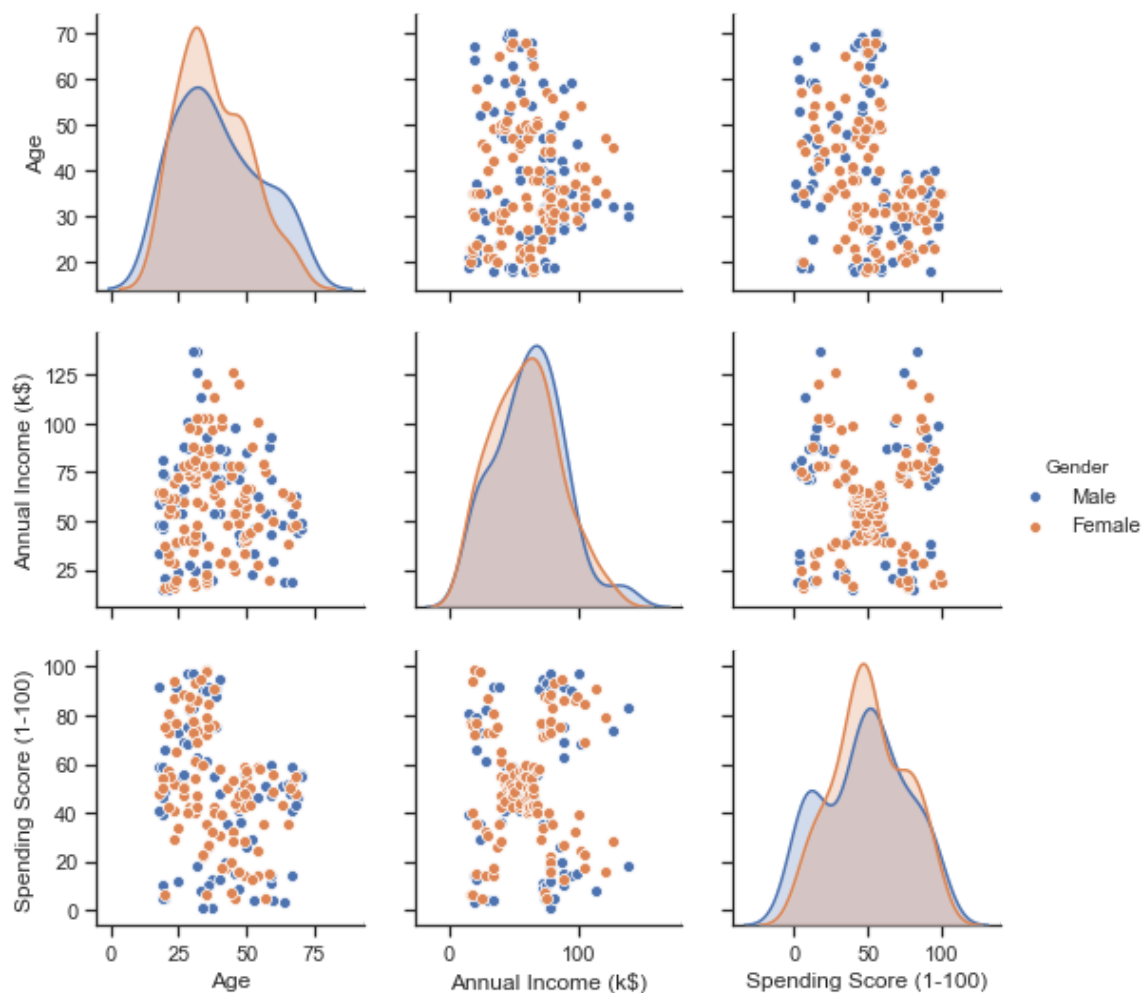 70
60
50
40
30
20
Age
125
100
75
50
25
Annual Income (k$)
Gender
Male
Female
100
80
60
40
20
0
Spending Score (1-100)
0 25 50 75
Age
0 100
Annual Income (k$)
0 50 100
Spending Score (1-100)